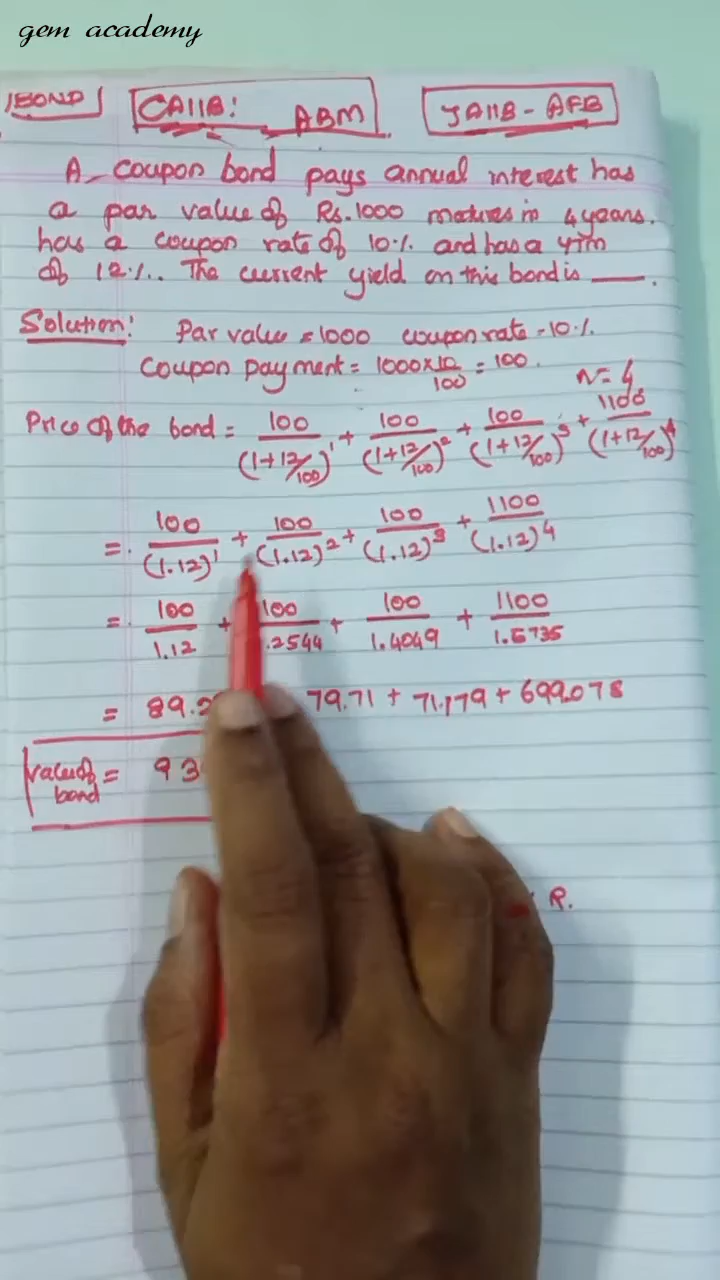 gem academy
BOND CAIIB: ABM JAIIB - AFB
A coupon bond pays annual interest has
a par value of Rs.1000 matures in 4 years.
has a coupon rate of 10% and has a YTM
of 12%. The current yield on this bond is ___.
Solution: Par value = 1000 coupon rate - 10%
Coupon payment = 1000x10/100 = 100. n = 4
Price of the bond = 100/(1+12/100)^1 + 100/(1+12/100)^2 + 100/(1+12/100)^3 + 1100/(1+12/100)^4
= 100/(1.12)^1 + 100/(1.12)^2 + 100/(1.12)^3 + 1100/(1.12)^4
= 100/1.12 + 100/.2544 + 100/1.4049 + 1100/1.5735
= 89.2 79.71 + 71.179 + 699.078
value of bond = 93
R.